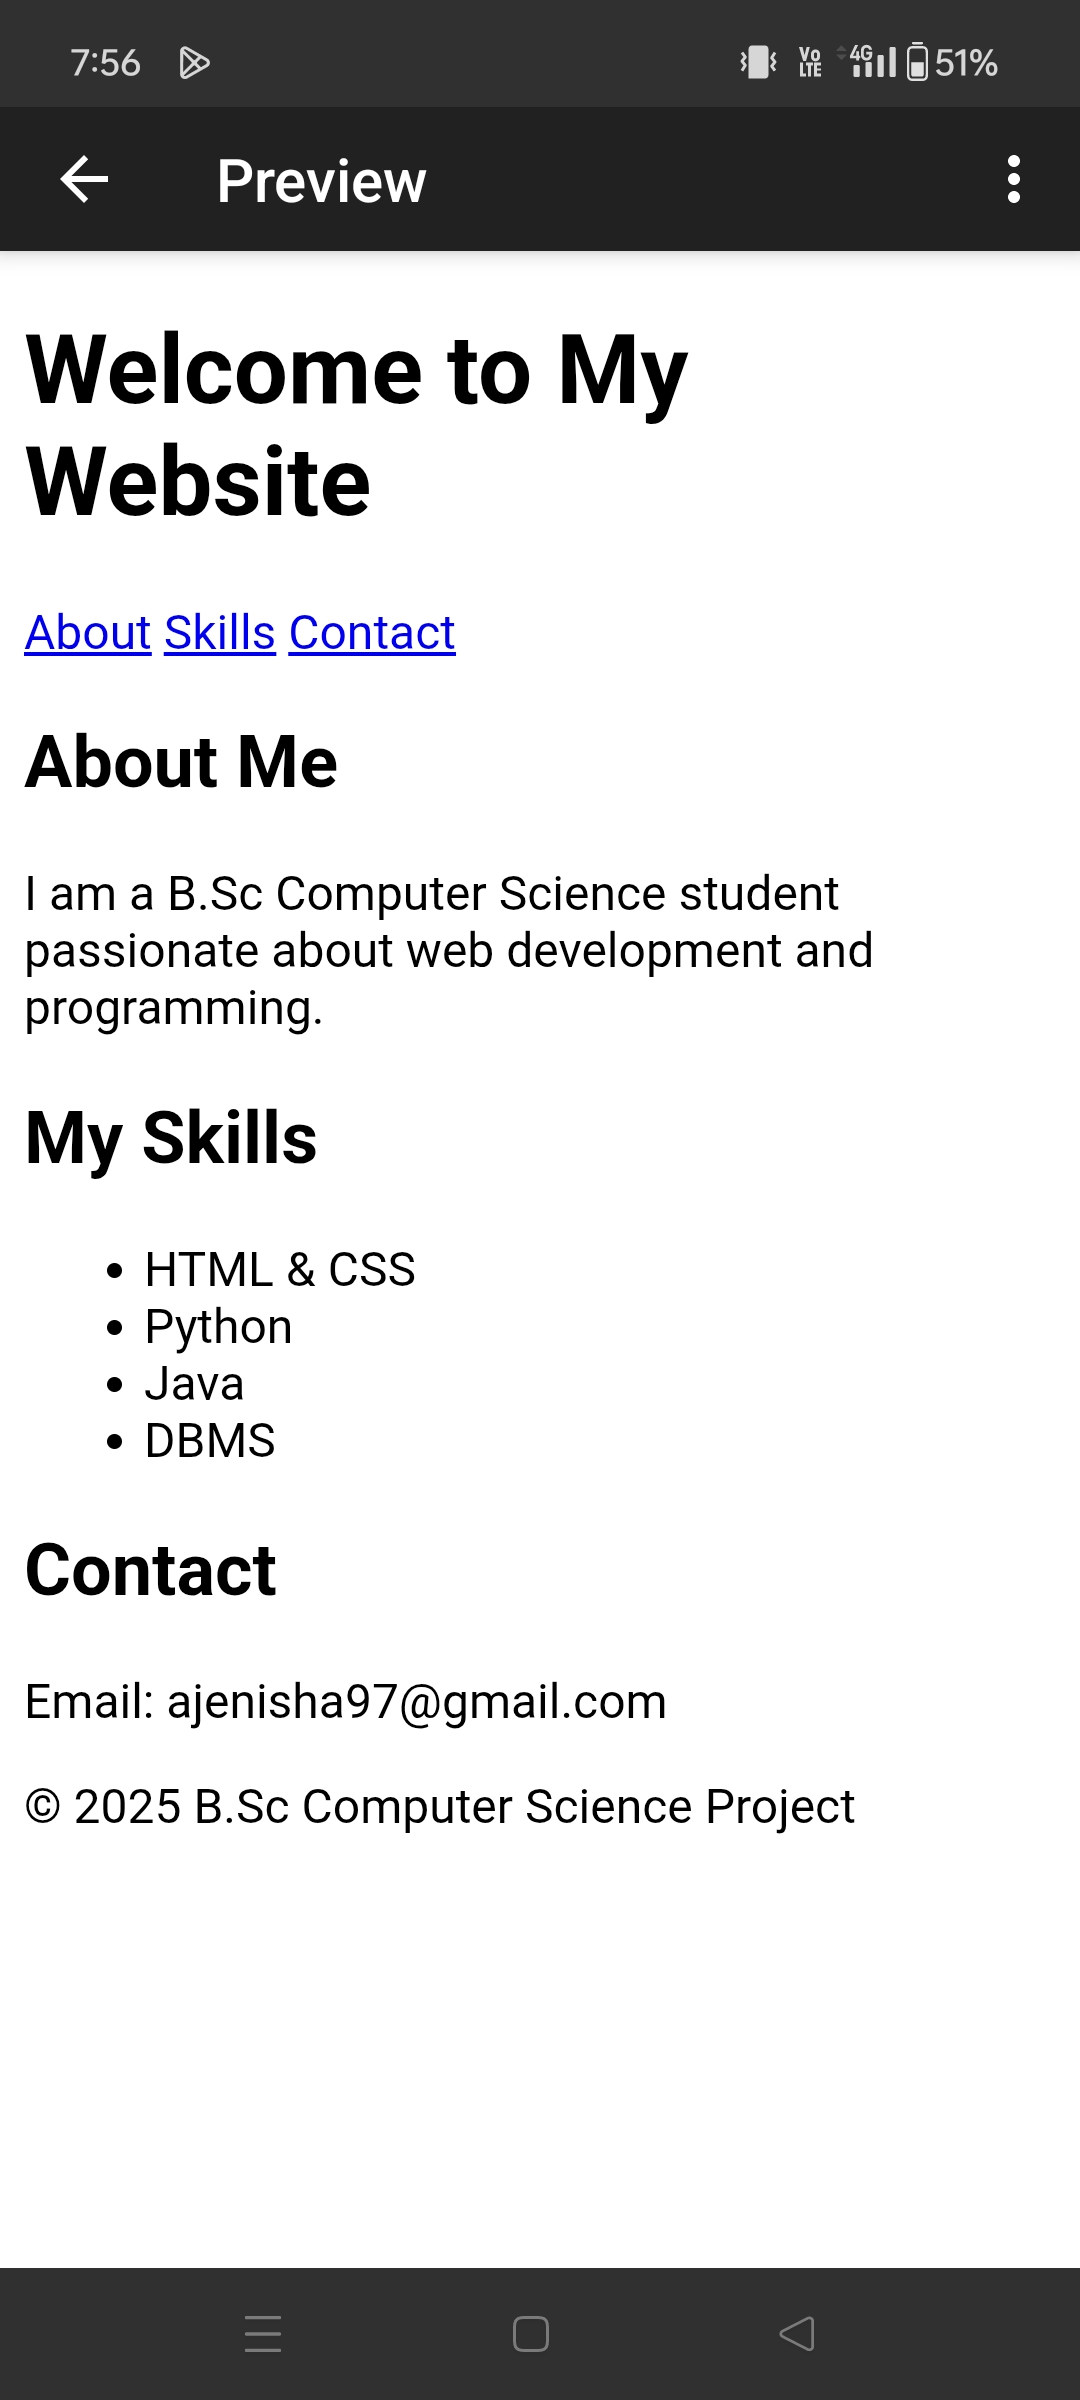 7:56 Vo LTE 4G 51%
Preview
Welcome to My
Website
About Skills Contact
About Me
I am a B.Sc Computer Science student
passionate about web development and
programming.
My Skills
• HTML & CSS
• Python
• Java
• DBMS
Contact
Email: ajenisha97@gmail.com
© 2025 B.Sc Computer Science Project